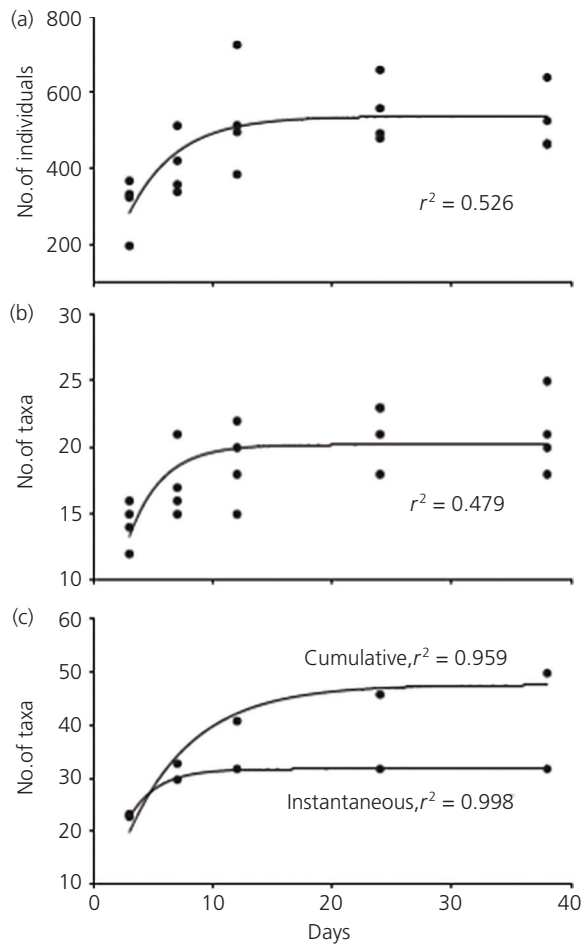 (a)
800
600
400
200
No.of individuals
r² = 0.526
(b)
30
25
20
15
10
No.of taxa
r² = 0.479
(c)
60
50
40
30
20
10
No.of taxa
Cumulative,r² = 0.959
Instantaneous,r² = 0.998
0 10 20 30 40
Days